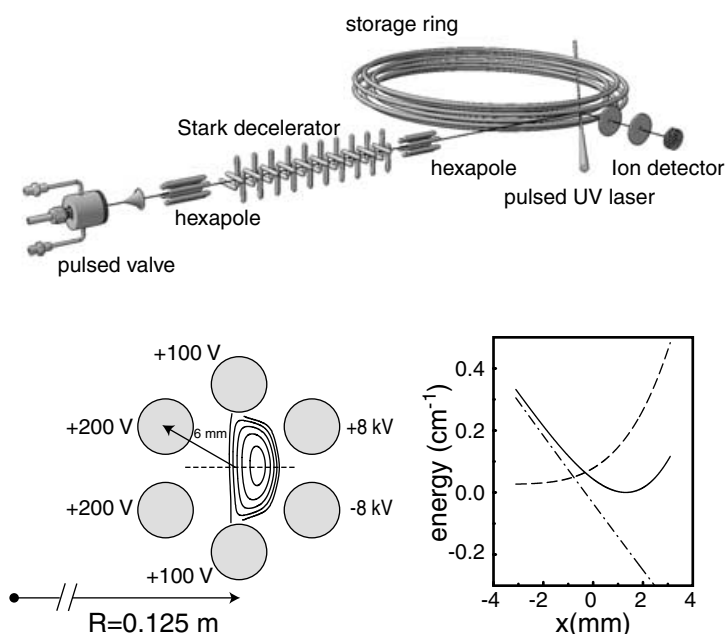 storage ring
Stark decelerator
hexapole
Ion detector
pulsed UV laser
hexapole
pulsed valve
+100 V
+200 V
6 mm
+8 kV
+200 V
-8 kV
+100 V
R=0.125 m
energy (cm⁻¹)
0.4
0.2
0.0
-0.2
-4 -2 0 2 4
x(mm)